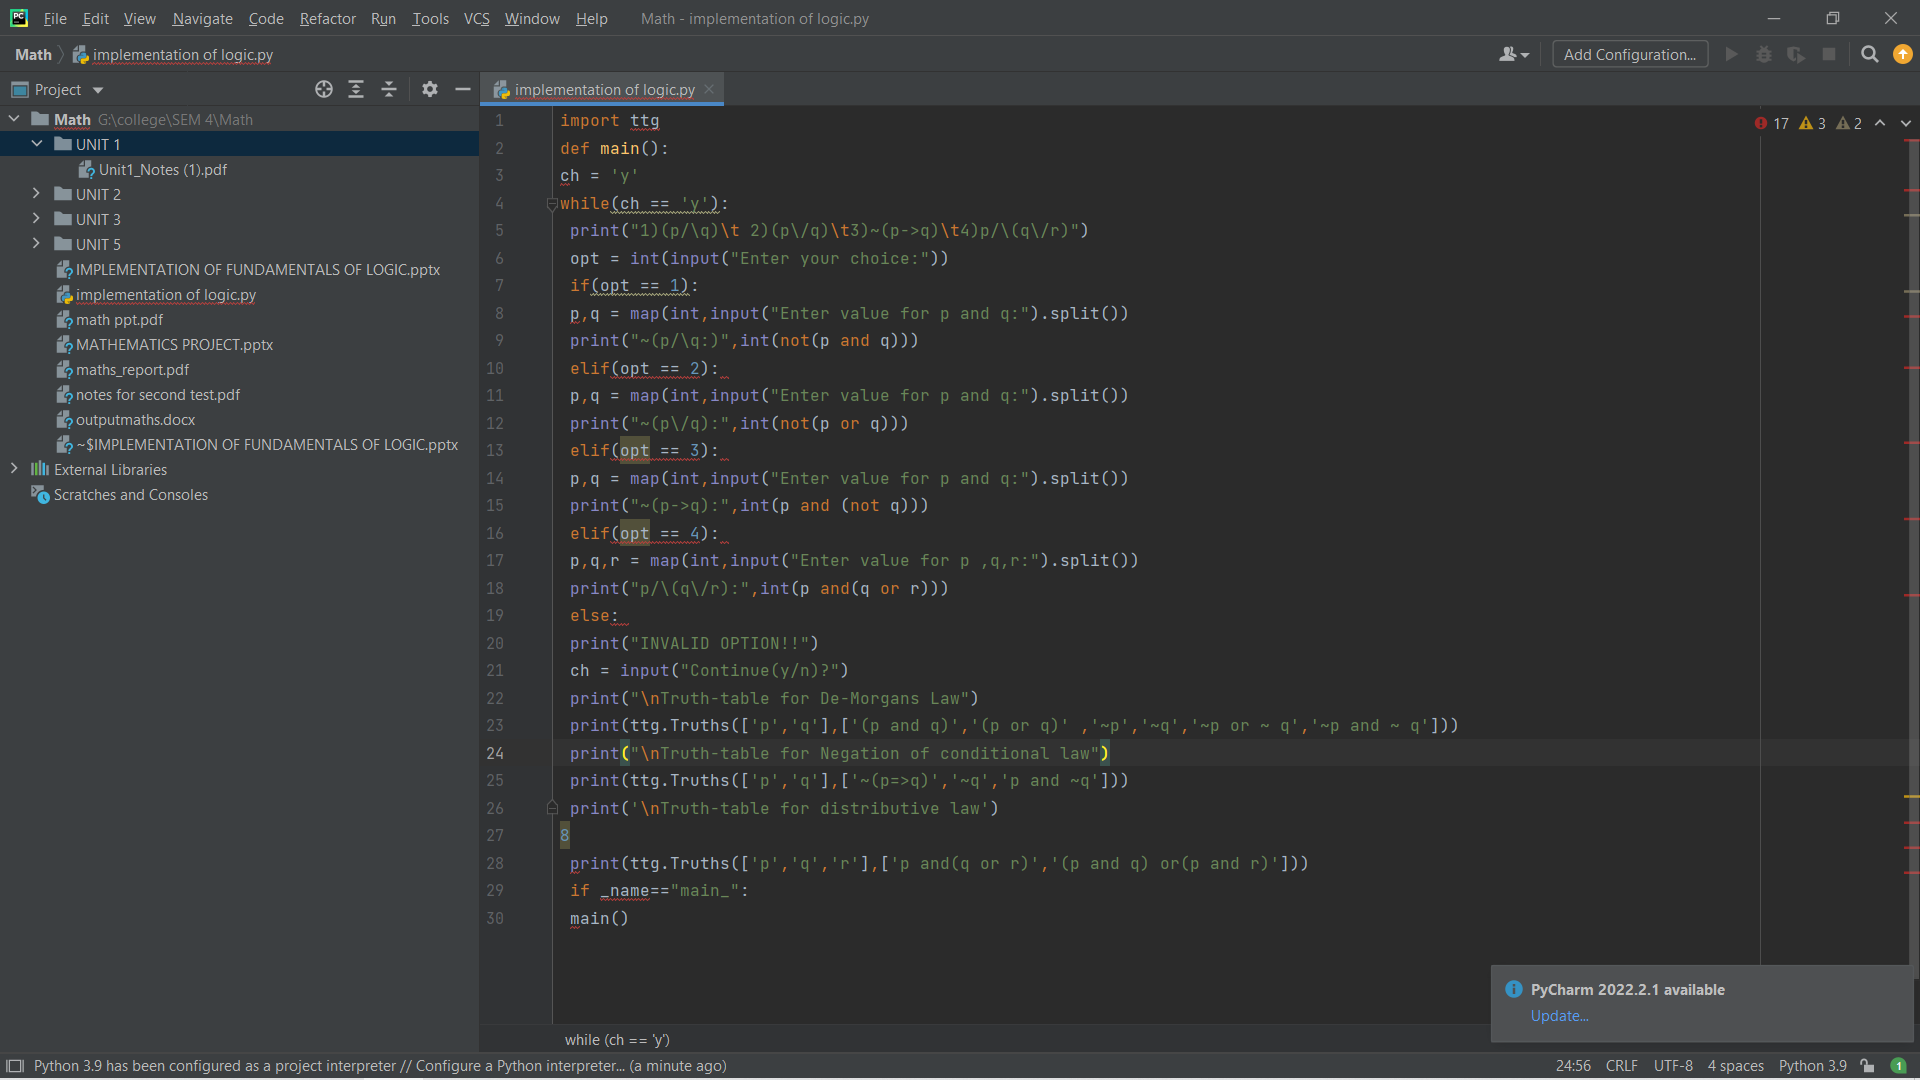 PC File Edit View Navigate Code Refactor Run Tools VCS Window Help Math - implementation of logic.py
Math implementation of logic.py Add Configuration...
Project
implementation of logic.py
Math G:\college\SEM 4\Math
UNIT 1
Unit1_Notes (1).pdf
UNIT 2
UNIT 3
UNIT 5
IMPLEMENTATION OF FUNDAMENTALS OF LOGIC.pptx
implementation of logic.py
math ppt.pdf
MATHEMATICS PROJECT.pptx
maths_report.pdf
notes for second test.pdf
outputmaths.docx
~$IMPLEMENTATION OF FUNDAMENTALS OF LOGIC.pptx
External Libraries
Scratches and Consoles
17 3 2
1 import ttg
2 def main():
3 ch = 'y'
4 while(ch == 'y'):
5 print("1)(p/\q)\t 2)(p\/q)\t3)~(p->q)\t4)p/\(q\/r)")
6 opt = int(input("Enter your choice:"))
7 if(opt == 1):
8 p,q = map(int,input("Enter value for p and q:").split())
9 print("~(p/\q:)",int(not(p and q)))
10 elif(opt == 2):
11 p,q = map(int,input("Enter value for p and q:").split())
12 print("~(p\/q):",int(not(p or q)))
13 elif(opt == 3):
14 p,q = map(int,input("Enter value for p and q:").split())
15 print("~(p->q):",int(p and (not q)))
16 elif(opt == 4):
17 p,q,r = map(int,input("Enter value for p ,q,r:").split())
18 print("p/\(q\/r):",int(p and(q or r)))
19 else:
20 print("INVALID OPTION!!")
21 ch = input("Continue(y/n)?")
22 print("\nTruth-table for De-Morgans Law")
23 print(ttg.Truths(['p','q'],['(p and q)','(p or q)' ,'~p','~q','~p or ~ q','~p and ~ q']))
24 print("\nTruth-table for Negation of conditional law")
25 print(ttg.Truths(['p','q'],['~(p=>q)','~q','p and ~q']))
26 print('\nTruth-table for distributive law')
27 8
28 print(ttg.Truths(['p','q','r'],['p and(q or r)','(p and q) or(p and r)']))
29 if _name=="main_":
30 main()
PyCharm 2022.2.1 available
Update...
while (ch == 'y')
Python 3.9 has been configured as a project interpreter // Configure a Python interpreter... (a minute ago) 24:56 CRLF UTF-8 4 spaces Python 3.9 1